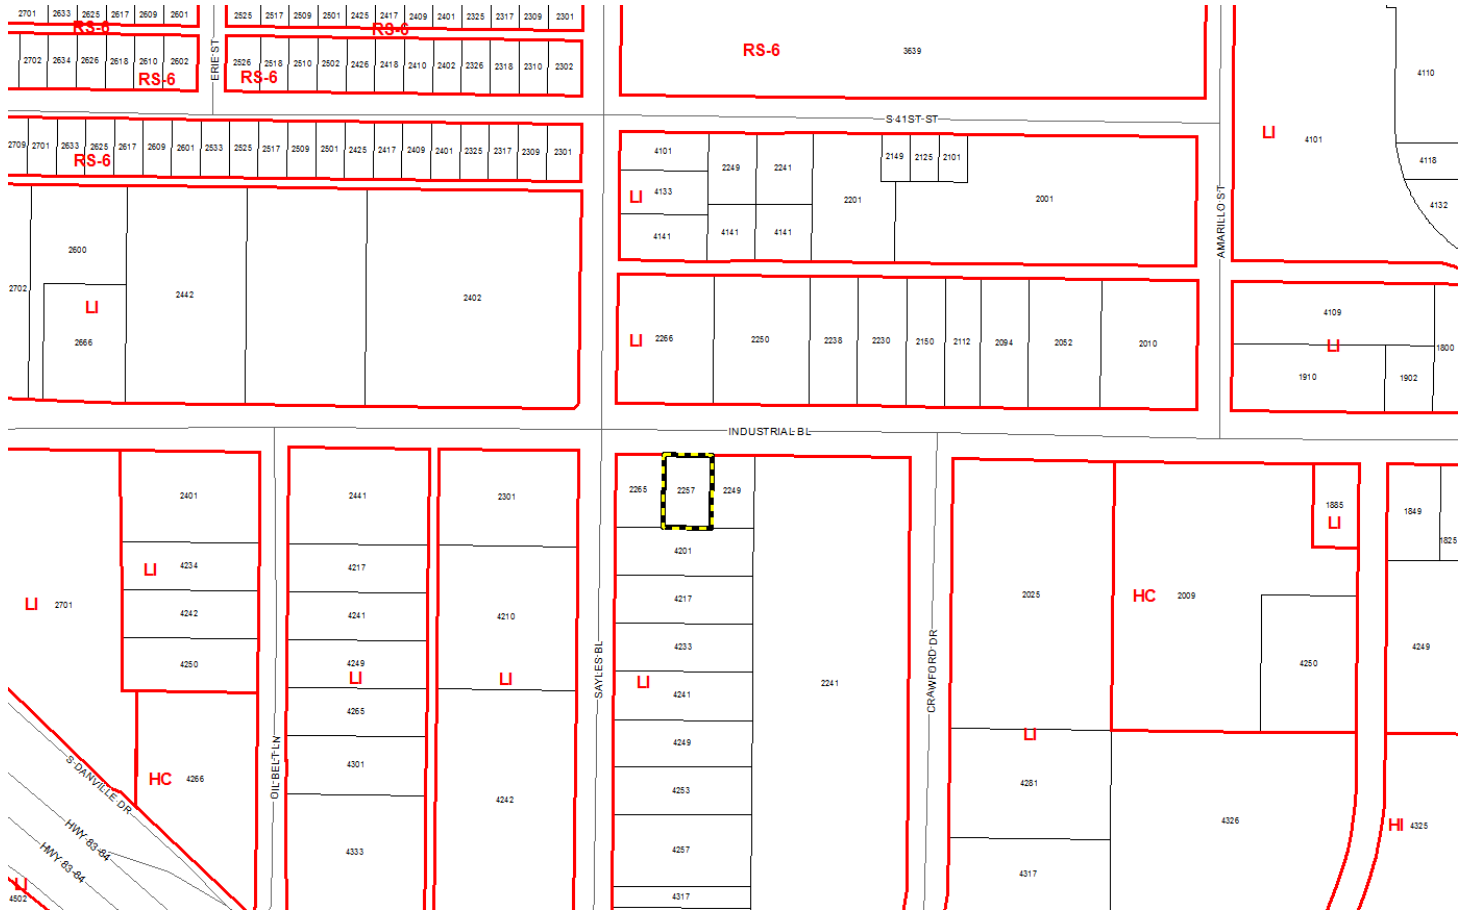 2701 2633 2625 2617 2609 2601 2525 2517 2509 2501 2425 2417 2409 2401 2325 2317 2309 2301
RS-6 RS-6
2702 2634 2626 2618 2610 2602 2526 2518 2510 2502 2426 2418 2410 2402 2326 2318 2310 2302
RS-6 RS-6 RS-6 3639
ERIE ST
4110
S 41ST ST
LI 4101
2709 2701 2633 2625 2617 2609 2601 2533 2525 2517 2509 2501 2425 2417 2409 2401 2325 2317 2309 2301
RS-6
4101 2249 2241 2149 2125 2101
4118
LI 4133 2201 2001
4132
4141 4141 4141
AMARILLO ST
2600
2702 2442 2402
LI
2666
LI 2266 2250 2238 2230 2150 2112 2094 2052 2010
4109
LI 1800
1910 1902
INDUSTRIAL BL
2401 2441 2301 2265 2257 2249
1885 1849
LI 1825
4201
LI 4234 4217
LI 2701 4242 4241 4210 4217
2025 HC 2009
4250 4249 4233 4250 4249
LI LI LI 2241
SAYLES BL
CRAWFORD DR
4241
4265 4249
LI
OIL BELT LN
S DANVILLE DR
HC 4266 4301 4242 4253 4281
HWY 83-84
HWY 83-84
4326 HI 4325
4333 4257
4317
LI
4502 4317